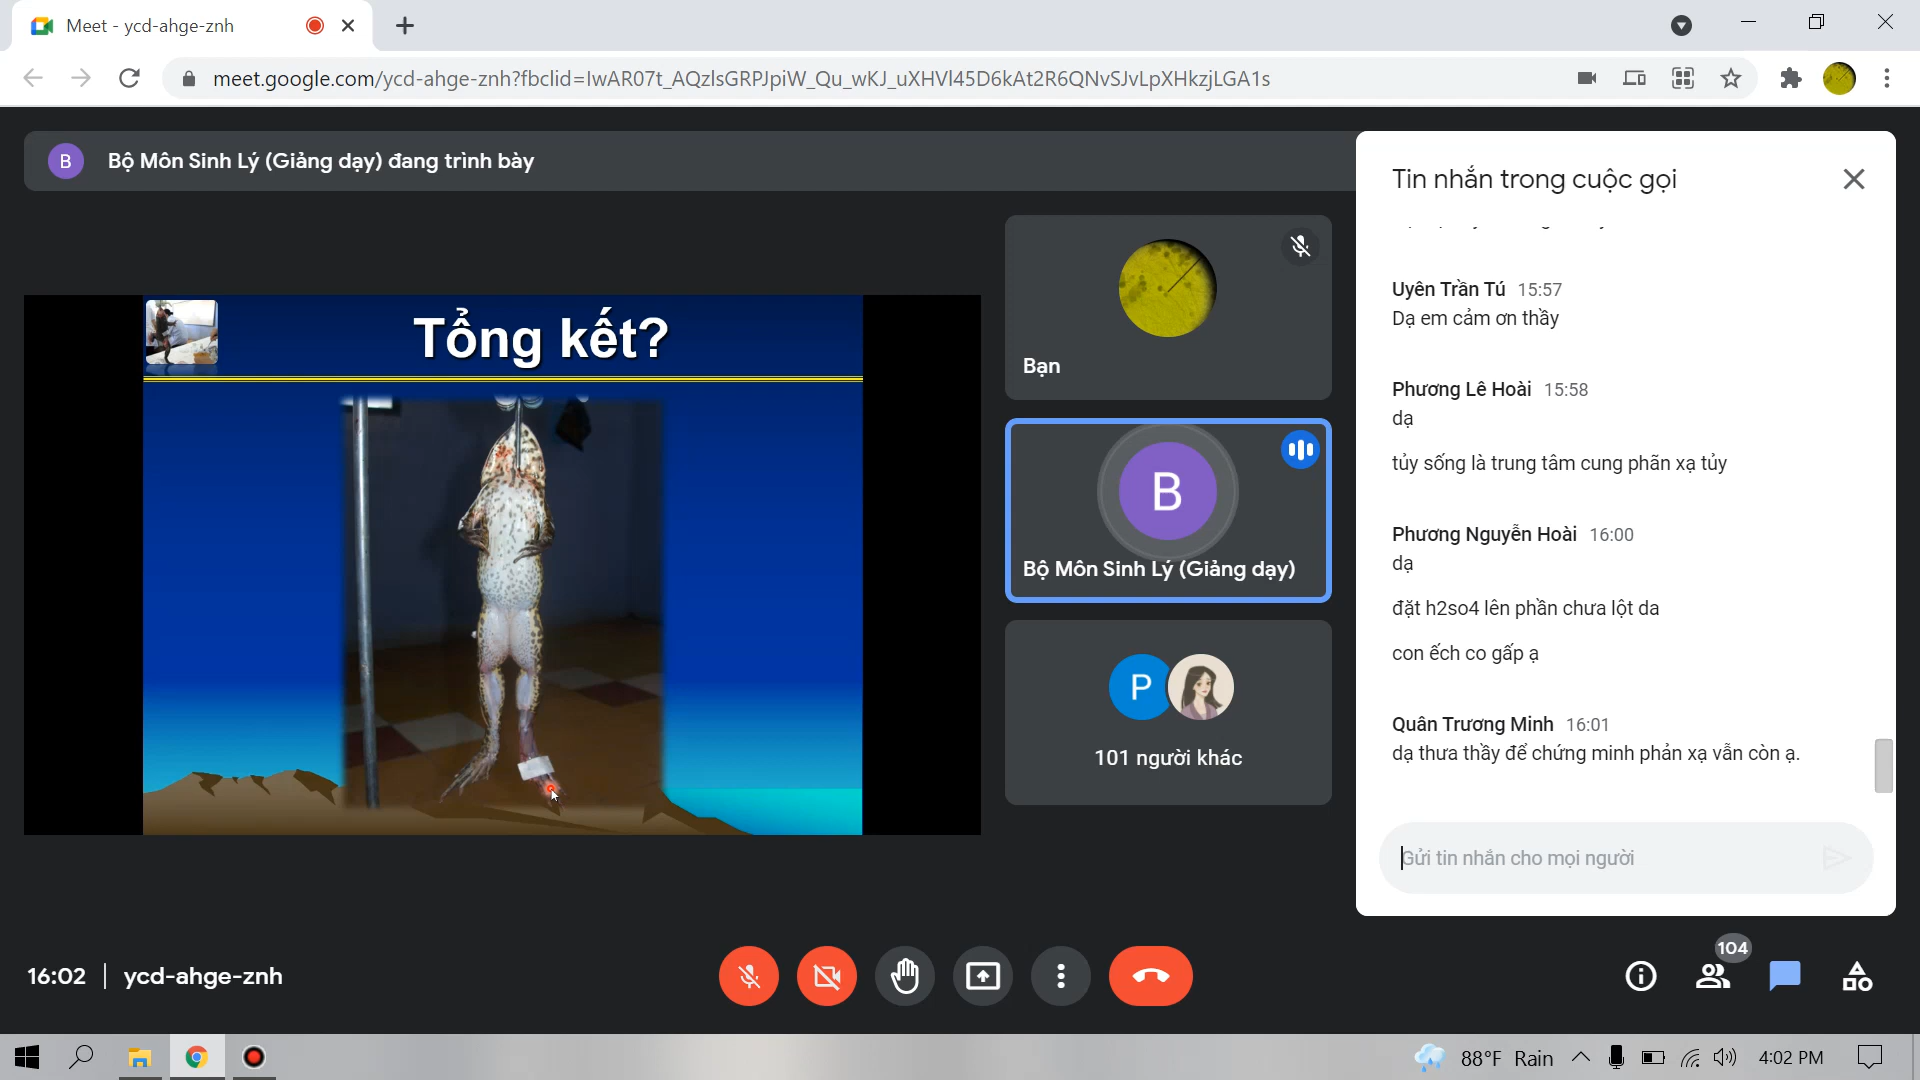 Meet - ycd-ahge-znh
meet.google.com/ycd-ahge-znh?fbclid=IwAR07t_AQzlsGRPJpiW_Qu_wKJ_uXHVl45D6kAt2R6QNvSJvLpXHkzjLGA1s
B
Bộ Môn Sinh Lý (Giảng dạy) đang trình bày
Tổng kết?
Bạn
B
Bộ Môn Sinh Lý (Giảng dạy)
P
101 người khác
Tin nhắn trong cuộc gọi
Uyên Trần Tú 15:57
Dạ em cảm ơn thầy
Phương Lê Hoài 15:58
dạ
tủy sống là trung tâm cung phãn xạ tủy
Phương Nguyễn Hoài 16:00
dạ
đặt h2so4 lên phần chưa lột da
con ếch co gấp ạ
Quân Trương Minh 16:01
dạ thưa thầy để chứng minh phản xạ vẫn còn ạ.
Gửi tin nhắn cho mọi người
16:02 | ycd-ahge-znh
104
88°F Rain
4:02 PM